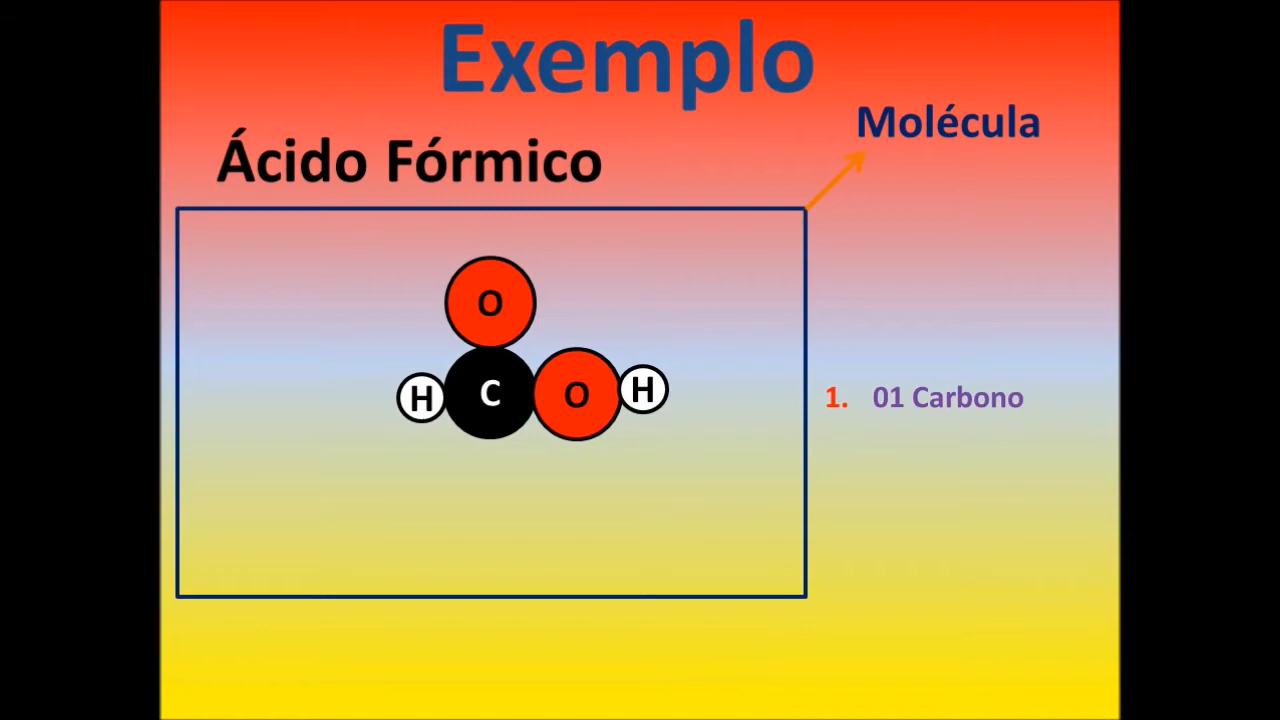 Exemplo
Molécula
Ácido Fórmico
O
H C O H
1. 01 Carbono